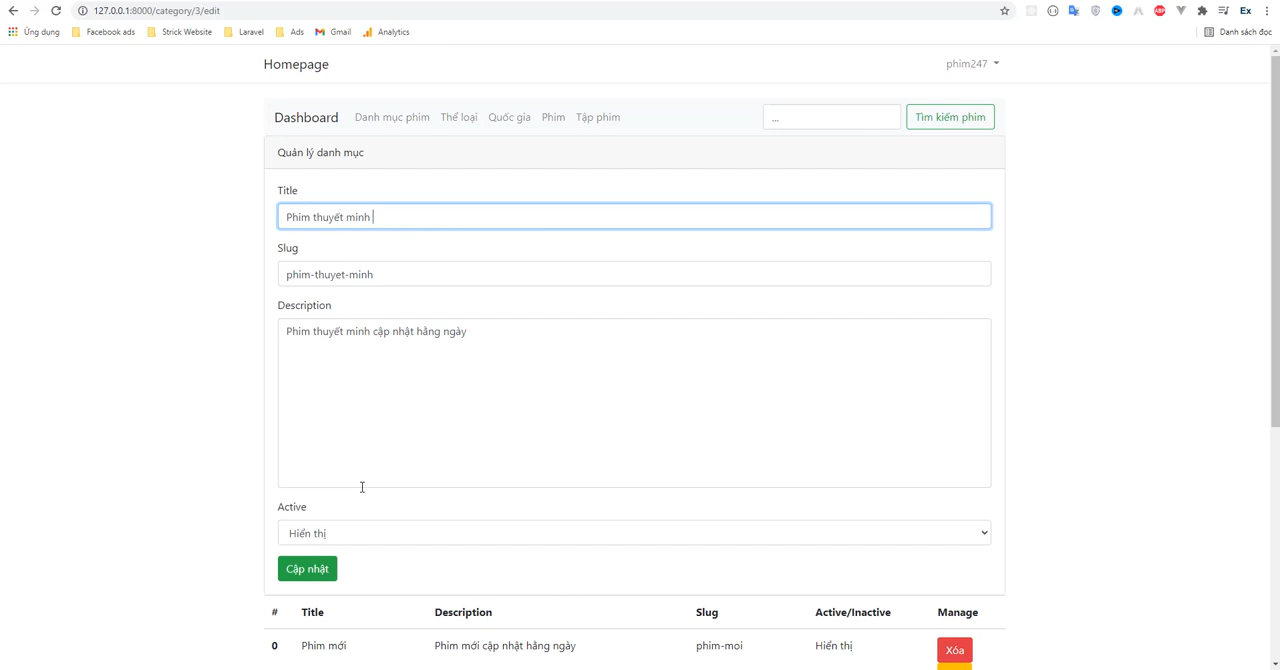 127.0.0.1:8000/category/3/edit
ABP
Ex
Ứng dụng
Facebook ads
Strick Website
Laravel
Ads
Gmail
Analytics
Danh sách đọc
Homepage
phim247
Dashboard
Danh mục phim
Thể loại
Quốc gia
Phim
Tập phim
...
Tìm kiếm phim
Quản lý danh mục
Title
Phim thuyết minh
Slug
phim-thuyet-minh
Description
Phim thuyết minh cập nhật hằng ngày
Active
Hiển thị
Cập nhật
# Title Description Slug Active/Inactive Manage
0 Phim mới Phim mới cập nhật hằng ngày phim-moi Hiển thị Xóa